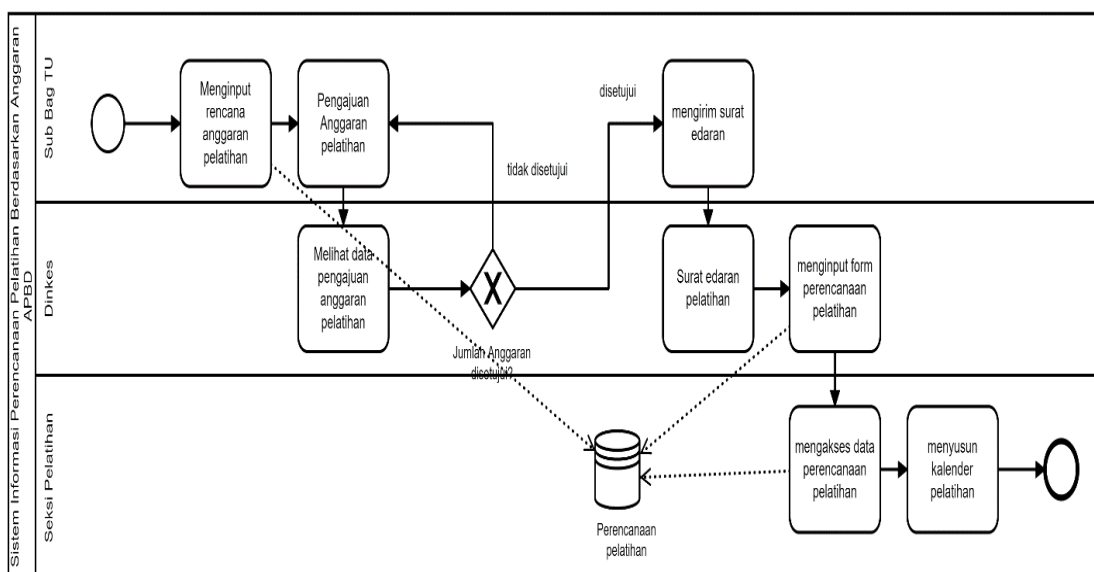 Sistem Informasi Perencanaan Pelatihan Berdasarkan Anggaran
APBD
Sub Bag TU
Menginput
rencana
anggaran
pelatihan
Pengajuan
Anggaran
pelatihan
tidak disetujui
disetujui
mengirim surat
edaran
Dinkes
Melihat data
pengajuan
anggaran
pelatihan
Jumlah Anggaran
disetujui?
Surat edaran
pelatihan
menginput form
perencanaan
pelatihan
Seksi Pelatihan
Perencanaan
pelatihan
mengakses data
perencanaan
pelatihan
menyusun
kalender
pelatihan